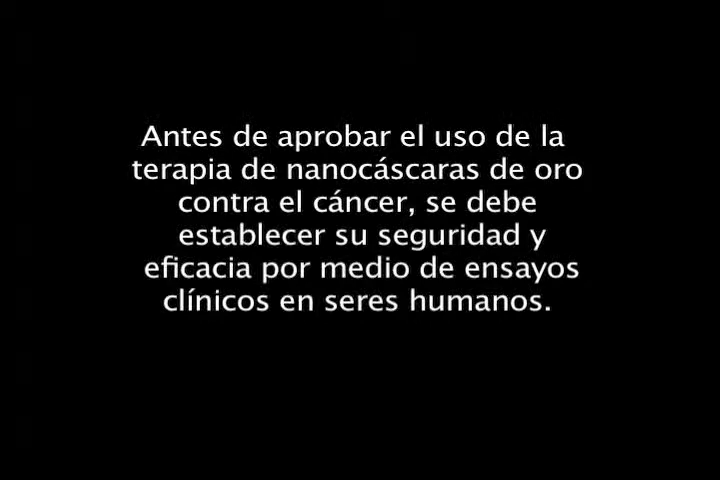 Antes de aprobar el uso de la
terapia de nanocáscaras de oro
contra el cáncer, se debe
establecer su seguridad y
eficacia por medio de ensayos
clínicos en seres humanos.